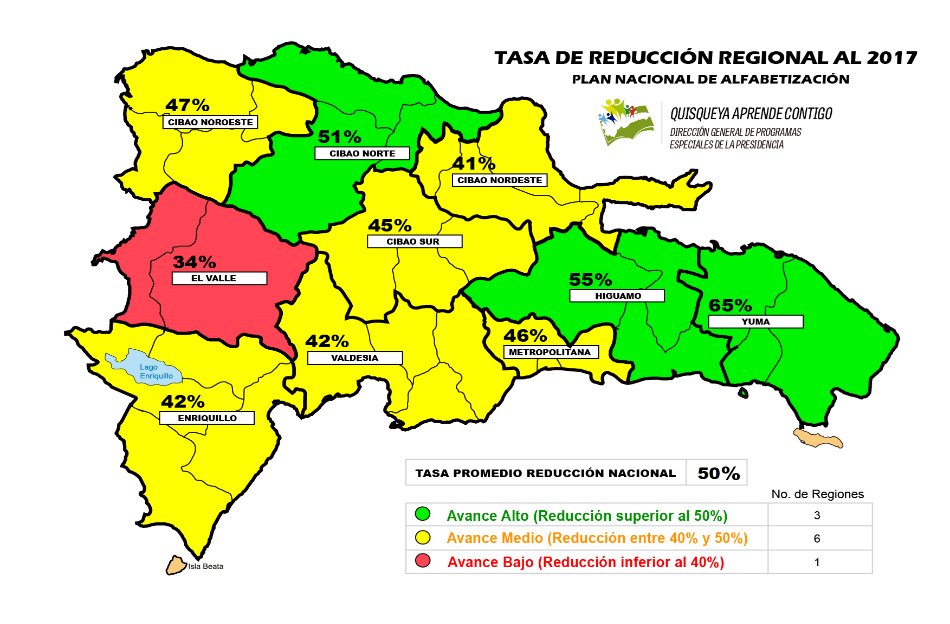 TASA DE REDUCCIÓN REGIONAL AL 2017
PLAN NACIONAL DE ALFABETIZACIÓN
QUISQUEYA APRENDE CONTIGO
DIRECCIÓN GENERAL DE PROGRAMAS
ESPECIALES DE LA PRESIDENCIA
47%
CIBAO NOROESTE
51%
CIBAO NORTE
41%
CIBAO NORDESTE
45%
CIBAO SUR
34%
EL VALLE
55%
HIGUAMO
65%
YUMA
42%
VALDESIA
46%
METROPOLITANA
Lago
Enriquillo
42%
ENRIQUILLO
Isla Beata
TASA PROMEDIO REDUCCIÓN NACIONAL 50%
No. de Regiones
Avance Alto (Reducción superior al 50%) 3
Avance Medio (Reducción entre 40% y 50%) 6
Avance Bajo (Reducción inferior al 40%) 1